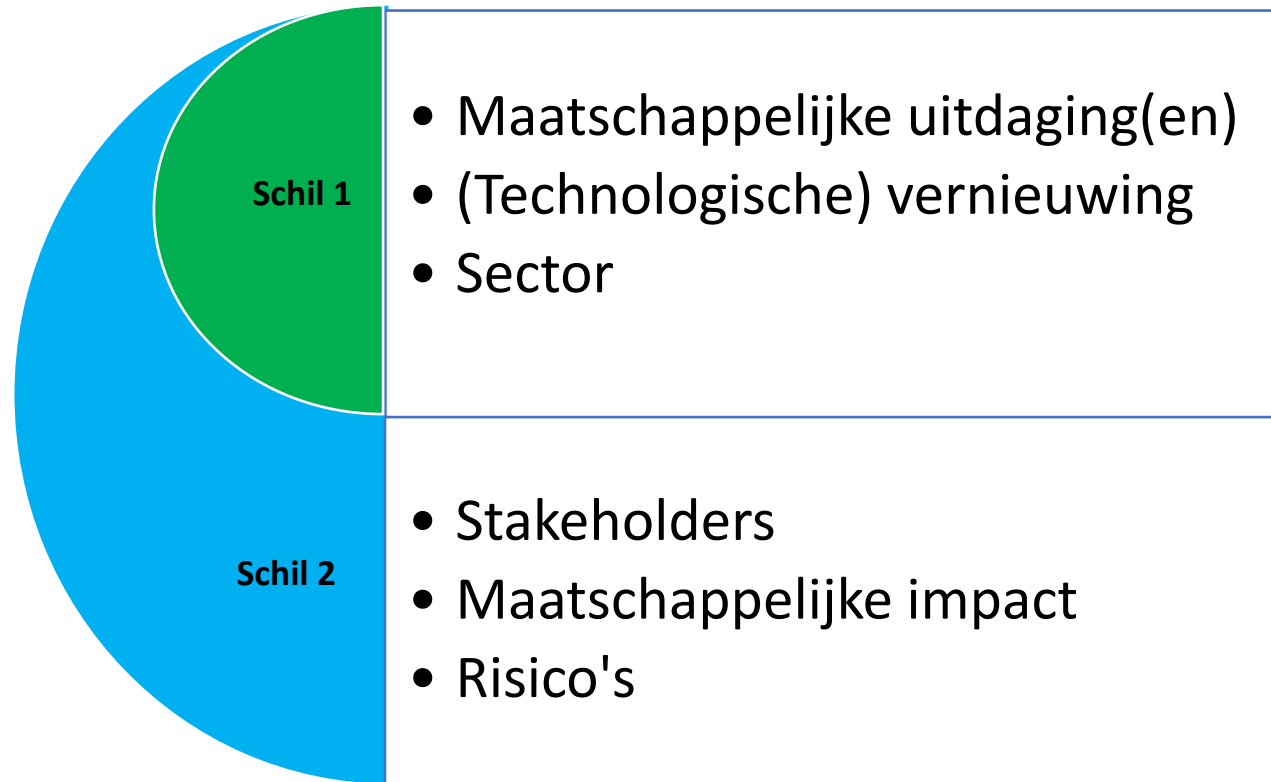 Schil 1
• Maatschappelijke uitdaging(en)
• (Technologische) vernieuwing
• Sector
Schil 2
• Stakeholders
• Maatschappelijke impact
• Risico's